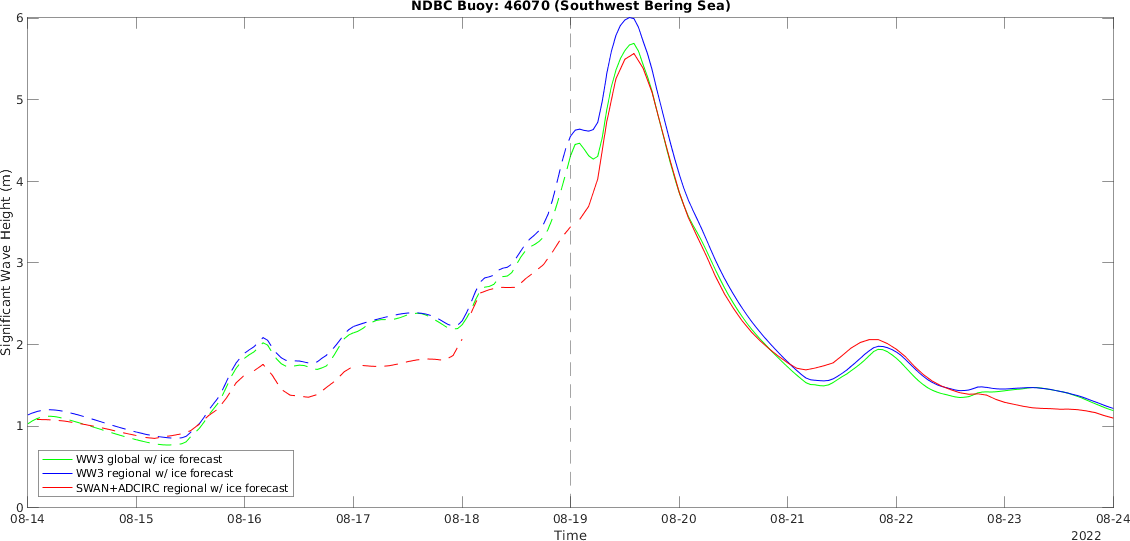 NDBC Buoy: 46070 (Southwest Bering Sea)
6
5
4
3
2
1
0
Significant Wave Height (m)
WW3 global w/ ice forecast
WW3 regional w/ ice forecast
SWAN+ADCIRC regional w/ ice forecast
08-14 08-15 08-16 08-17 08-18 08-19 08-20 08-21 08-22 08-23 08-24
Time
2022